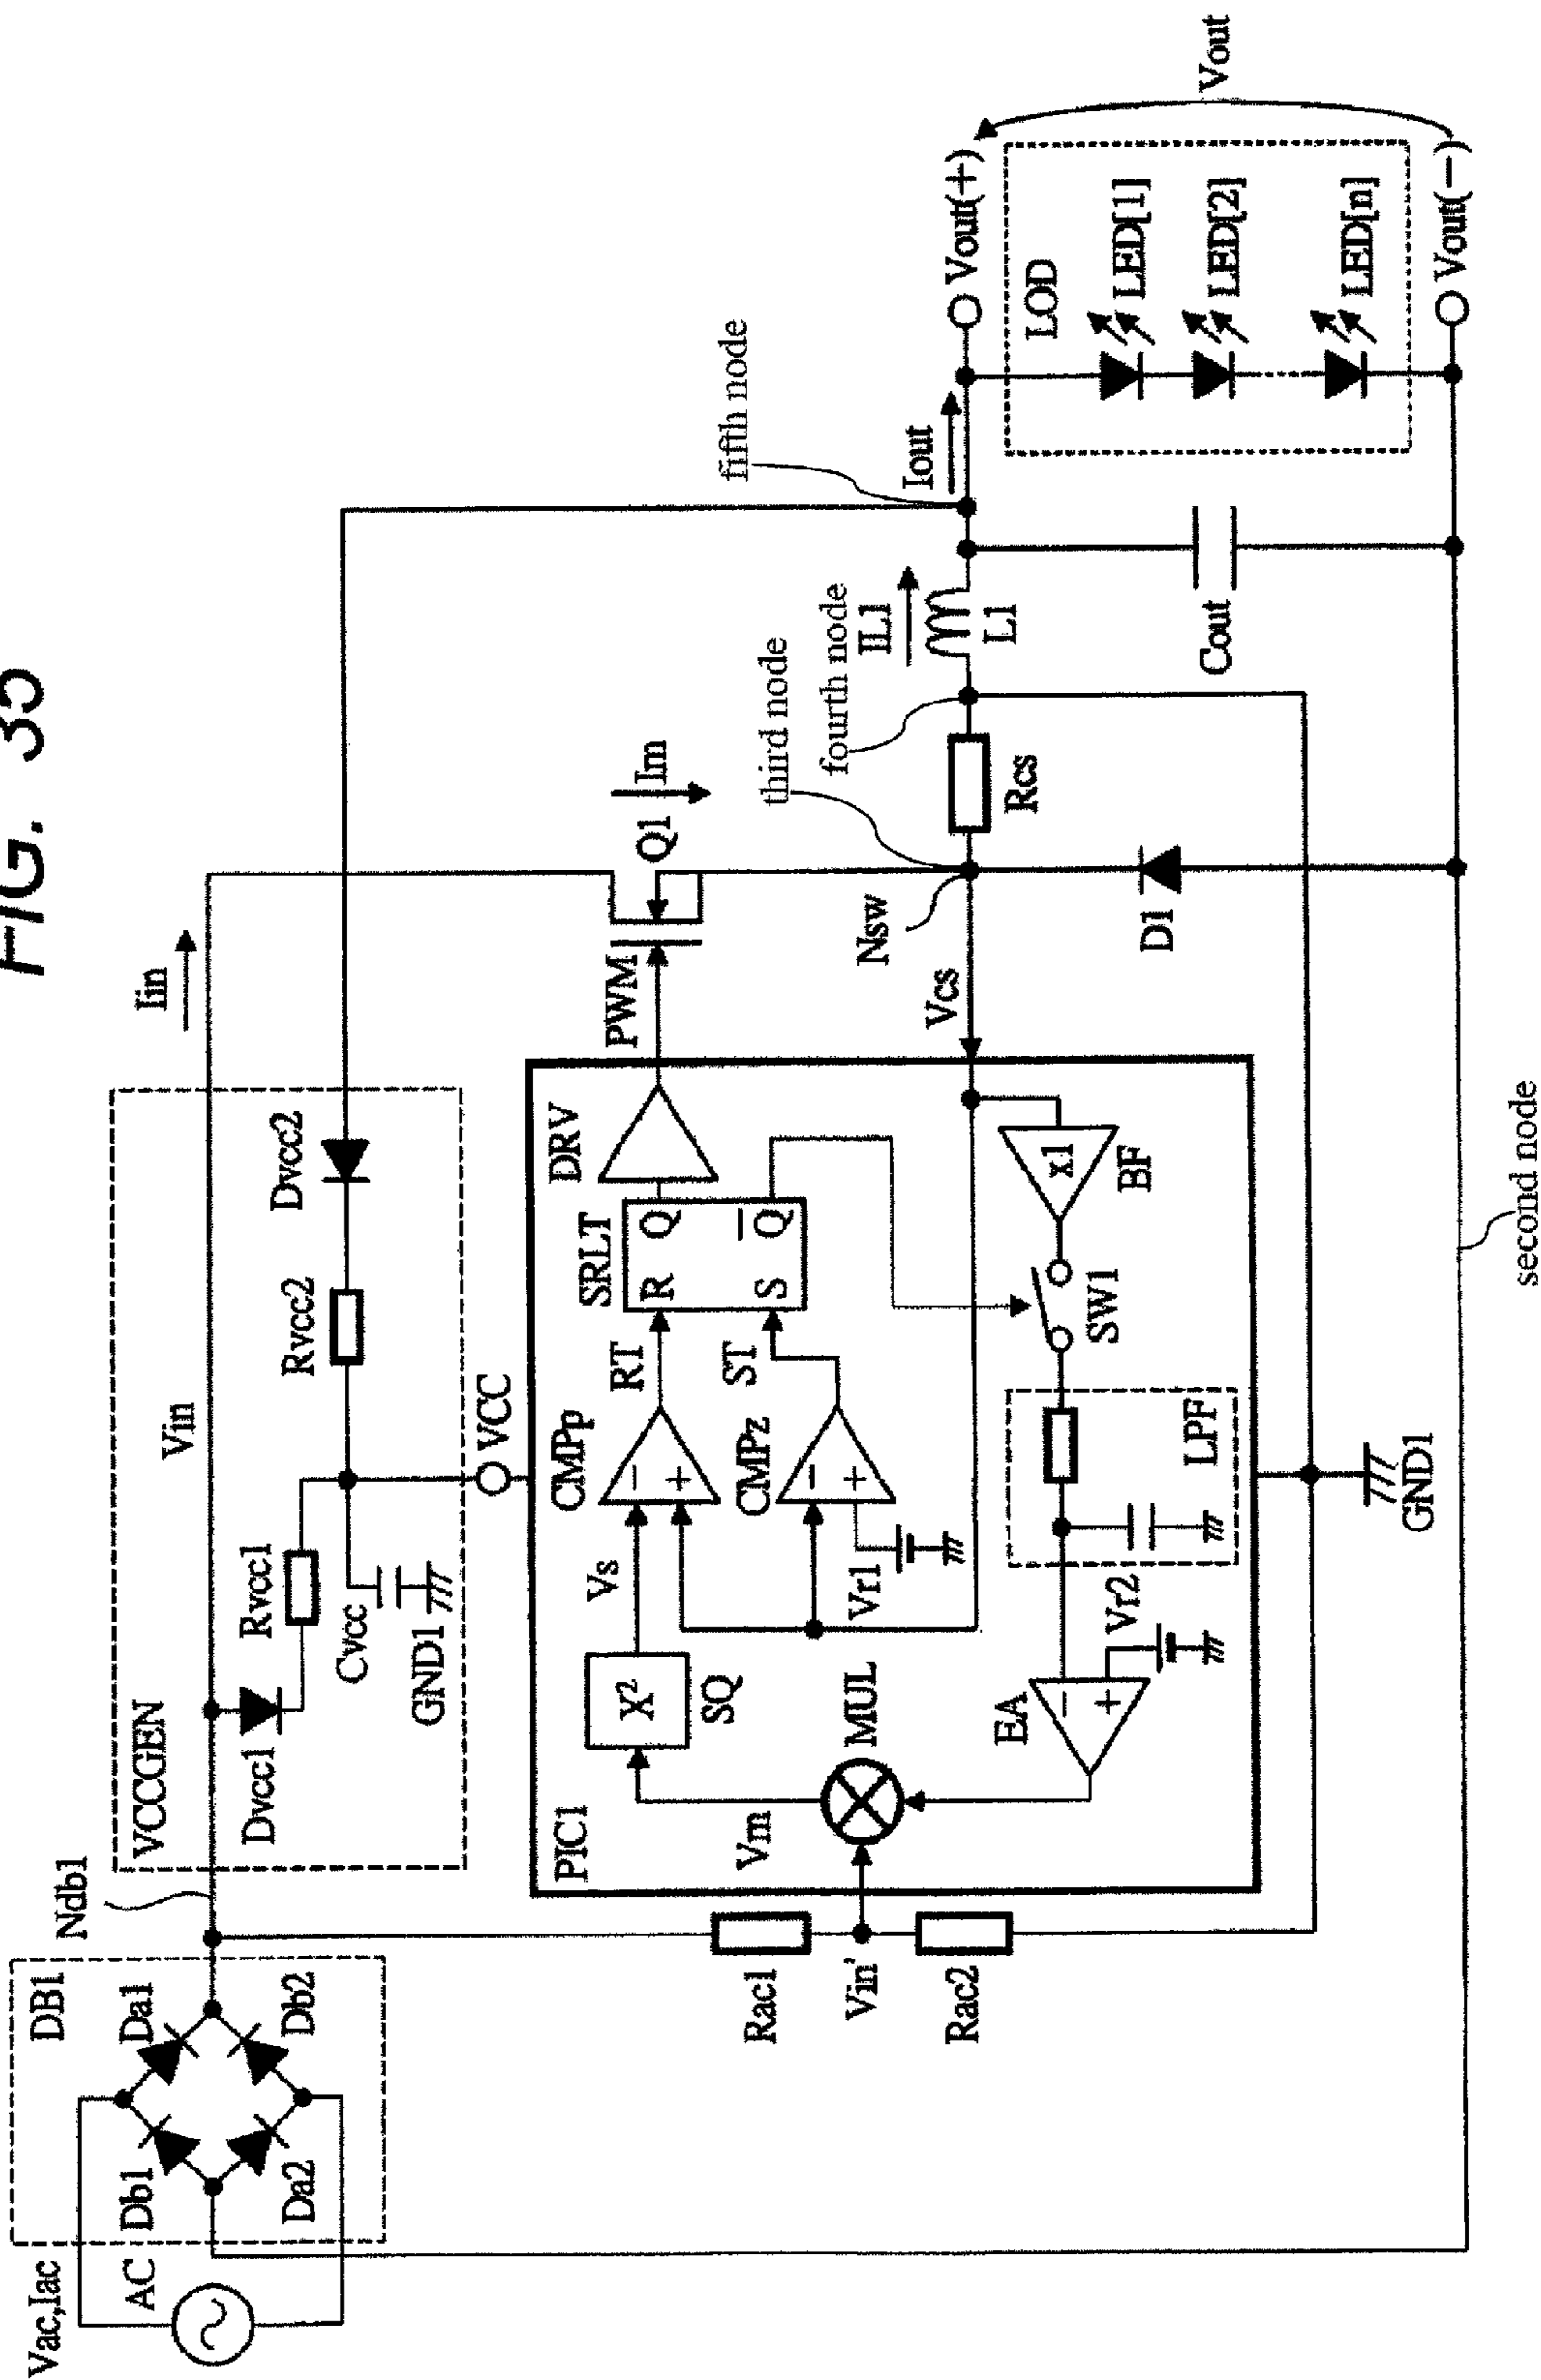 FIG. 35
Vac,Iac
AC
DB1
Da1
Db1
Da2
Db2
Ndb1
VCCGEN
Dvcc1
Rvcc1
Cvcc
GND1
Rvcc2
Dvcc2
Vin
Iin
VCC
PIC1
Rac1
Vin'
Rac2
Vm
MUL
X²
SQ
Vs
CMPp
−
+
RT
CMPz
−
+
ST
Vr1
SRLT
R
Q
S
Q̅
DRV
PWM
Q1
Im
EA
−
+
Vr2
LPF
SW1
x1
BF
Vcs
Nsw
third node
fourth node
fifth node
Rcs
IL1
L1
D1
Cout
Iout
Vout(+)
LOD
LED[1]
LED[2]
LED[n]
Vout(−)
Vout
GND1
second node